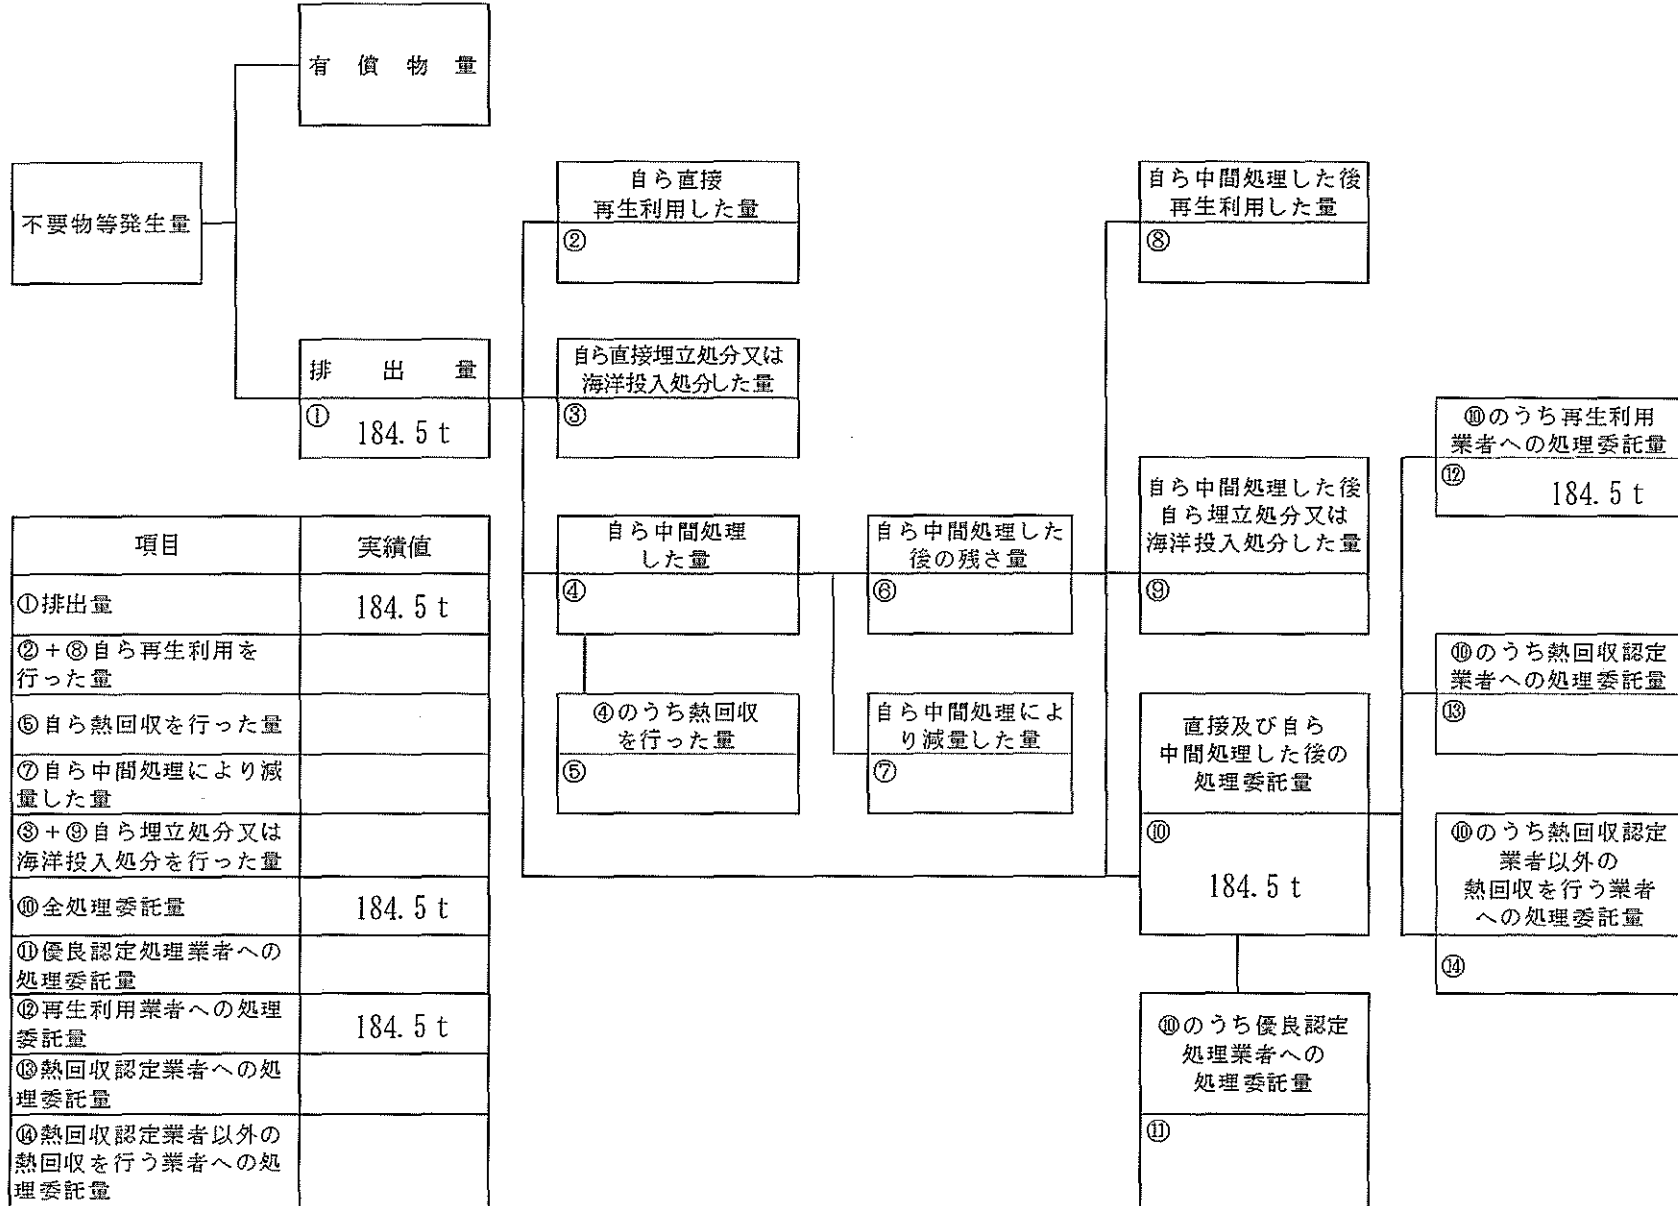 有償物量
不要物等発生量
排出量
①
184.5 t
自ら直接
再生利用した量
②
自ら直接埋立処分又は
海洋投入処分した量
③
自ら中間処理
した量
④
④のうち熱回収
を行った量
⑤
自ら中間処理した
後の残さ量
⑥
自ら中間処理によ
り減量した量
⑦
自ら中間処理した後
再生利用した量
⑧
自ら中間処理した後
自ら埋立処分又は
海洋投入処分した量
⑨
直接及び自ら
中間処理した後の
処理委託量
⑩
184.5 t
⑩のうち優良認定
処理業者への
処理委託量
⑪
⑩のうち再生利用
業者への処理委託量
⑫
184.5 t
⑩のうち熱回収認定
業者への処理委託量
⑬
⑩のうち熱回収認定
業者以外の
熱回収を行う業者
への処理委託量
⑭
項目 実績値
①排出量 184.5 t
②+⑧自ら再生利用を
行った量
⑤自ら熱回収を行った量
⑦自ら中間処理により減
量した量
③+⑨自ら埋立処分又は
海洋投入処分を行った量
⑩全処理委託量 184.5 t
⑪優良認定処理業者への
処理委託量
⑫再生利用業者への処理
委託量 184.5 t
⑬熱回収認定業者への処
理委託量
⑭熱回収認定業者以外の
熱回収を行う業者への処
理委託量